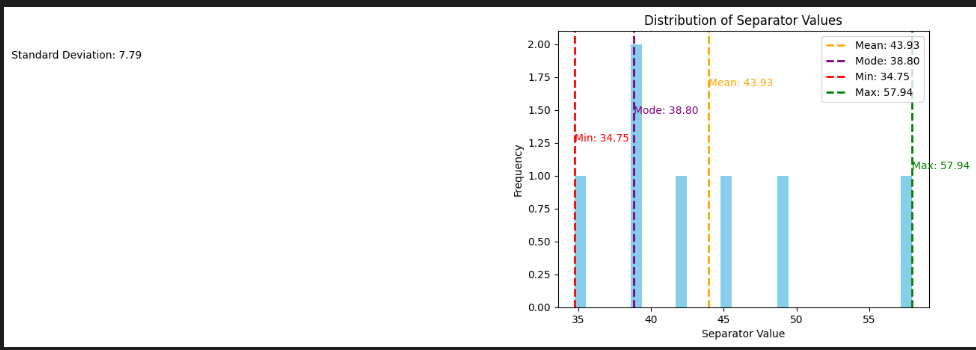 Distribution of Separator Values
Standard Deviation: 7.79
Mean: 43.93
Mode: 38.80
Min: 34.75
Max: 57.94
Mean: 43.93
Mode: 38.80
Min: 34.75
Max: 57.94
Frequency
2.00
1.75
1.50
1.25
1.00
0.75
0.50
0.25
0.00
35 40 45 50 55
Separator Value